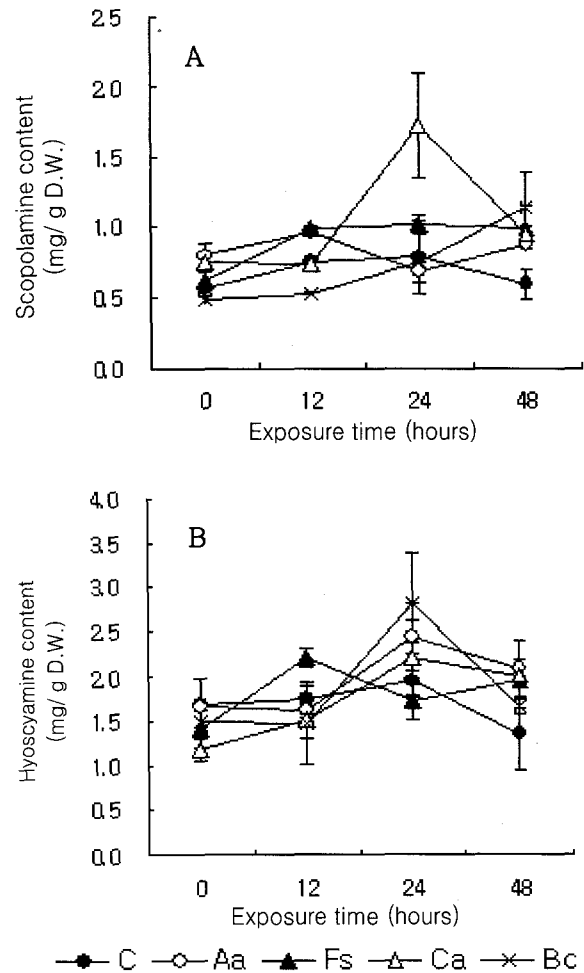 A
Scopolamine content
(mg/ g D.W.)
2.5
2.0
1.5
1.0
0.5
0.0
0 12 24 48
Exposure time (hours)
B
Hyoscyamine content
(mg/ g D.W.)
4.0
3.5
3.0
2.5
2.0
1.5
1.0
0.5
0.0
0 12 24 48
Exposure time (hours)
C Aa Fs Ca Bc